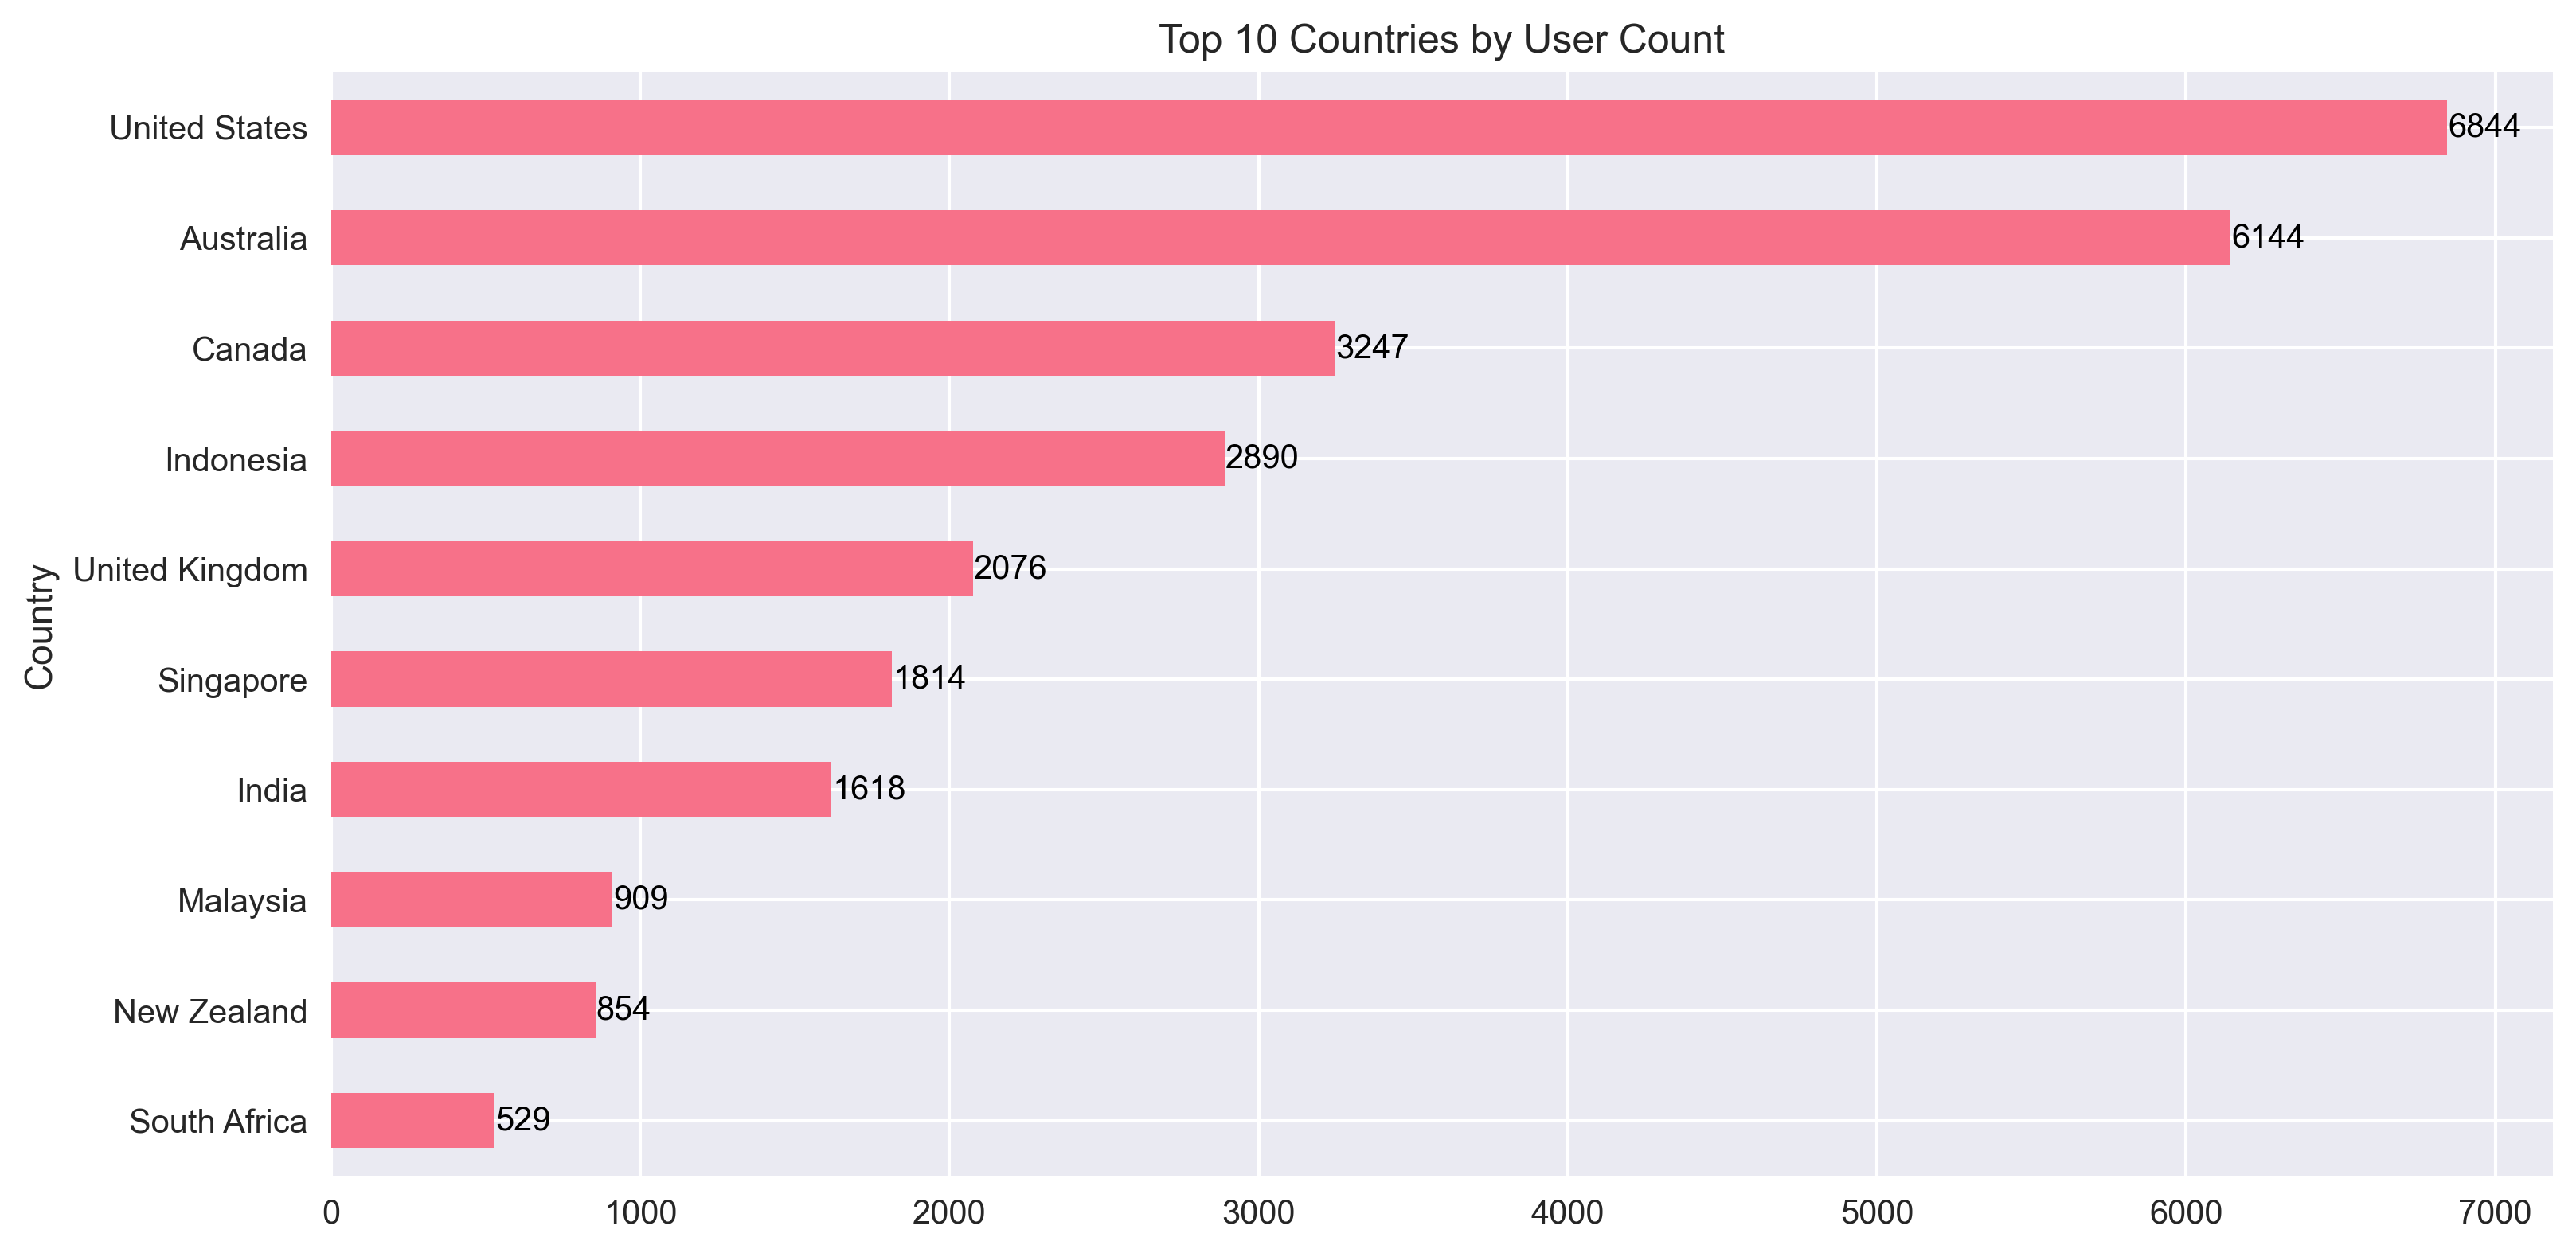 Top 10 Countries by User Count
United States 6844
Australia 6144
Canada 3247
Indonesia 2890
United Kingdom 2076
Singapore 1814
India 1618
Malaysia 909
New Zealand 854
South Africa 529
Country
0 1000 2000 3000 4000 5000 6000 7000